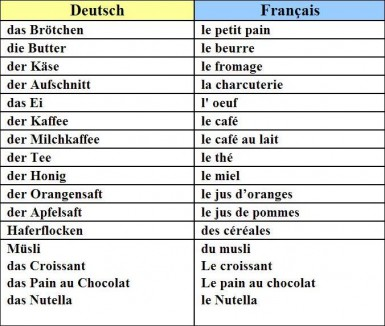 Deutsch Français
das Brötchen le petit pain
die Butter le beurre
der Käse le fromage
der Aufschnitt la charcuterie
das Ei l' oeuf
der Kaffee le café
der Milchkaffee le café au lait
der Tee le thé
der Honig le miel
der Orangensaft le jus d’oranges
der Apfelsaft le jus de pommes
Haferflocken des céréales
Müsli du musli
das Croissant Le croissant
das Pain au Chocolat Le pain au chocolat
das Nutella le Nutella